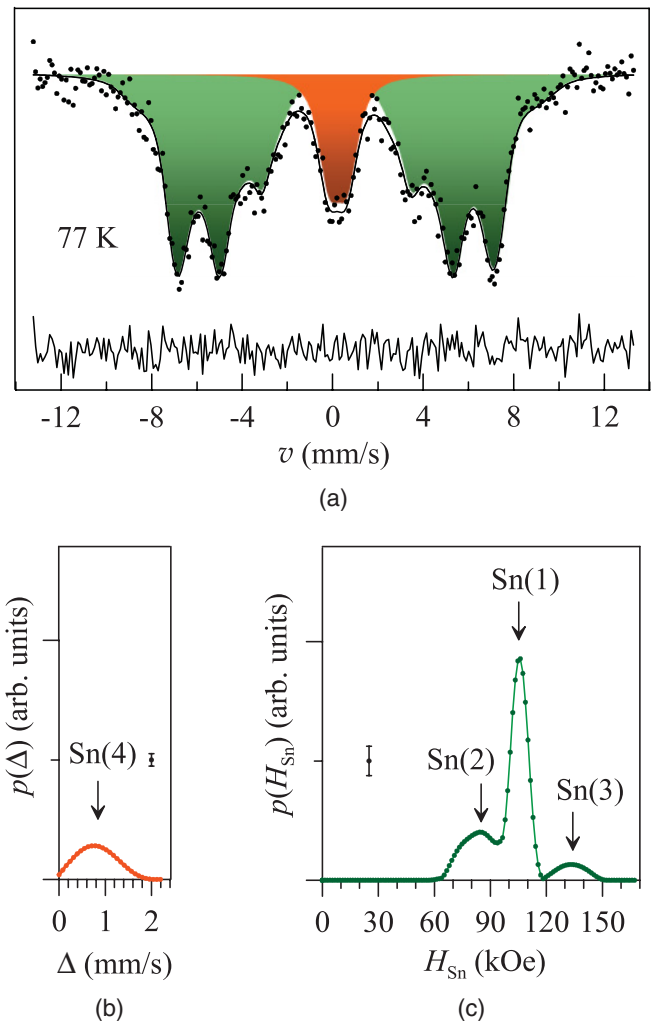 77 K
-12 -8 -4 0 4 8 12
v (mm/s)
(a)
p(Δ) (arb. units)
Sn(4)
0 1 2
Δ (mm/s)
(b)
p(H_Sn) (arb. units)
Sn(1)
Sn(2)
Sn(3)
0 30 60 90 120 150
H_Sn (kOe)
(c)